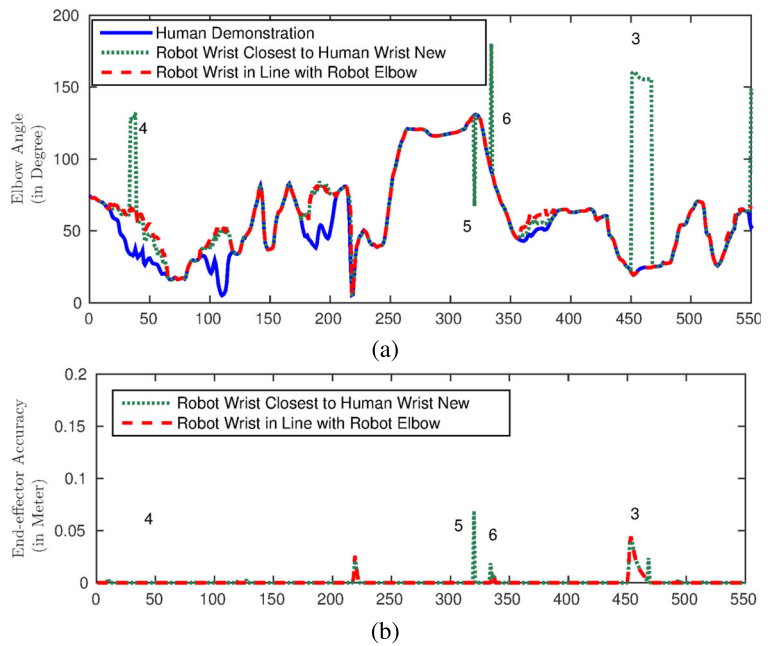 200
150
100
50
0
Elbow Angle
(in Degree)
Human Demonstration
Robot Wrist Closest to Human Wrist New
Robot Wrist in Line with Robot Elbow
4
5
6
3
0 50 100 150 200 250 300 350 400 450 500 550
(a)
0.2
0.15
0.1
0.05
0
End-effector Accuracy
(in Meter)
Robot Wrist Closest to Human Wrist New
Robot Wrist in Line with Robot Elbow
4
5
6
3
0 50 100 150 200 250 300 350 400 450 500 550
(b)